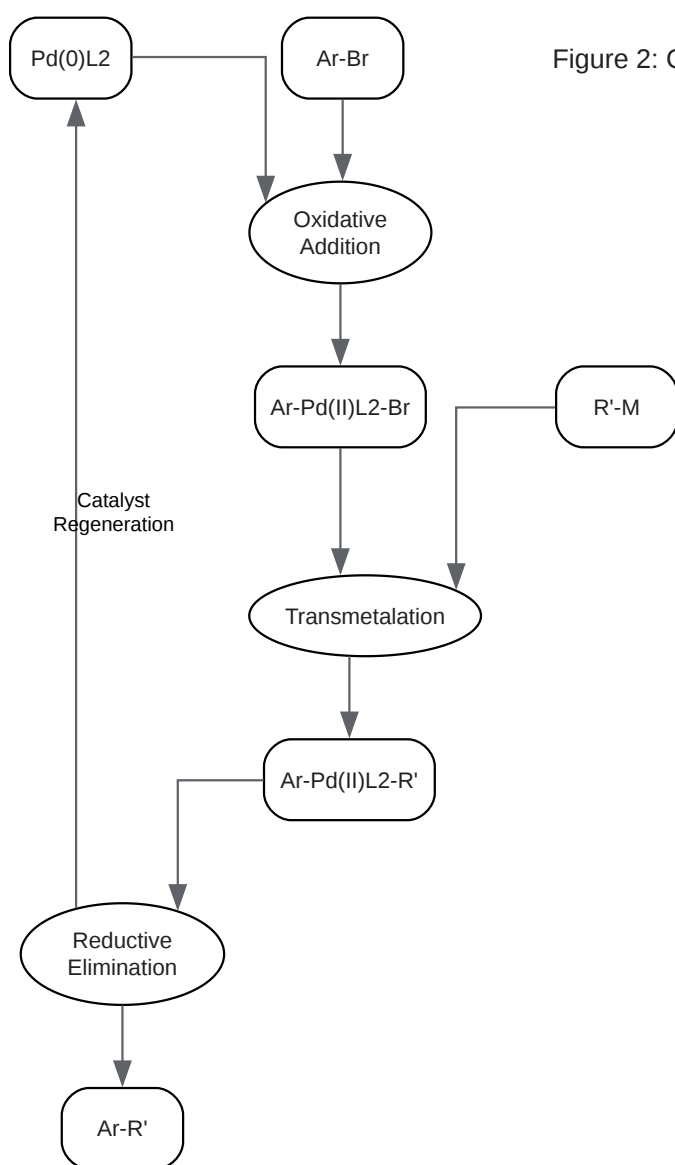 Pd(0)L2
Ar-Br
Figure 2:
Oxidative
Addition
Ar-Pd(II)L2-Br
R'-M
Catalyst
Regeneration
Transmetalation
Ar-Pd(II)L2-R'
Reductive
Elimination
Ar-R'